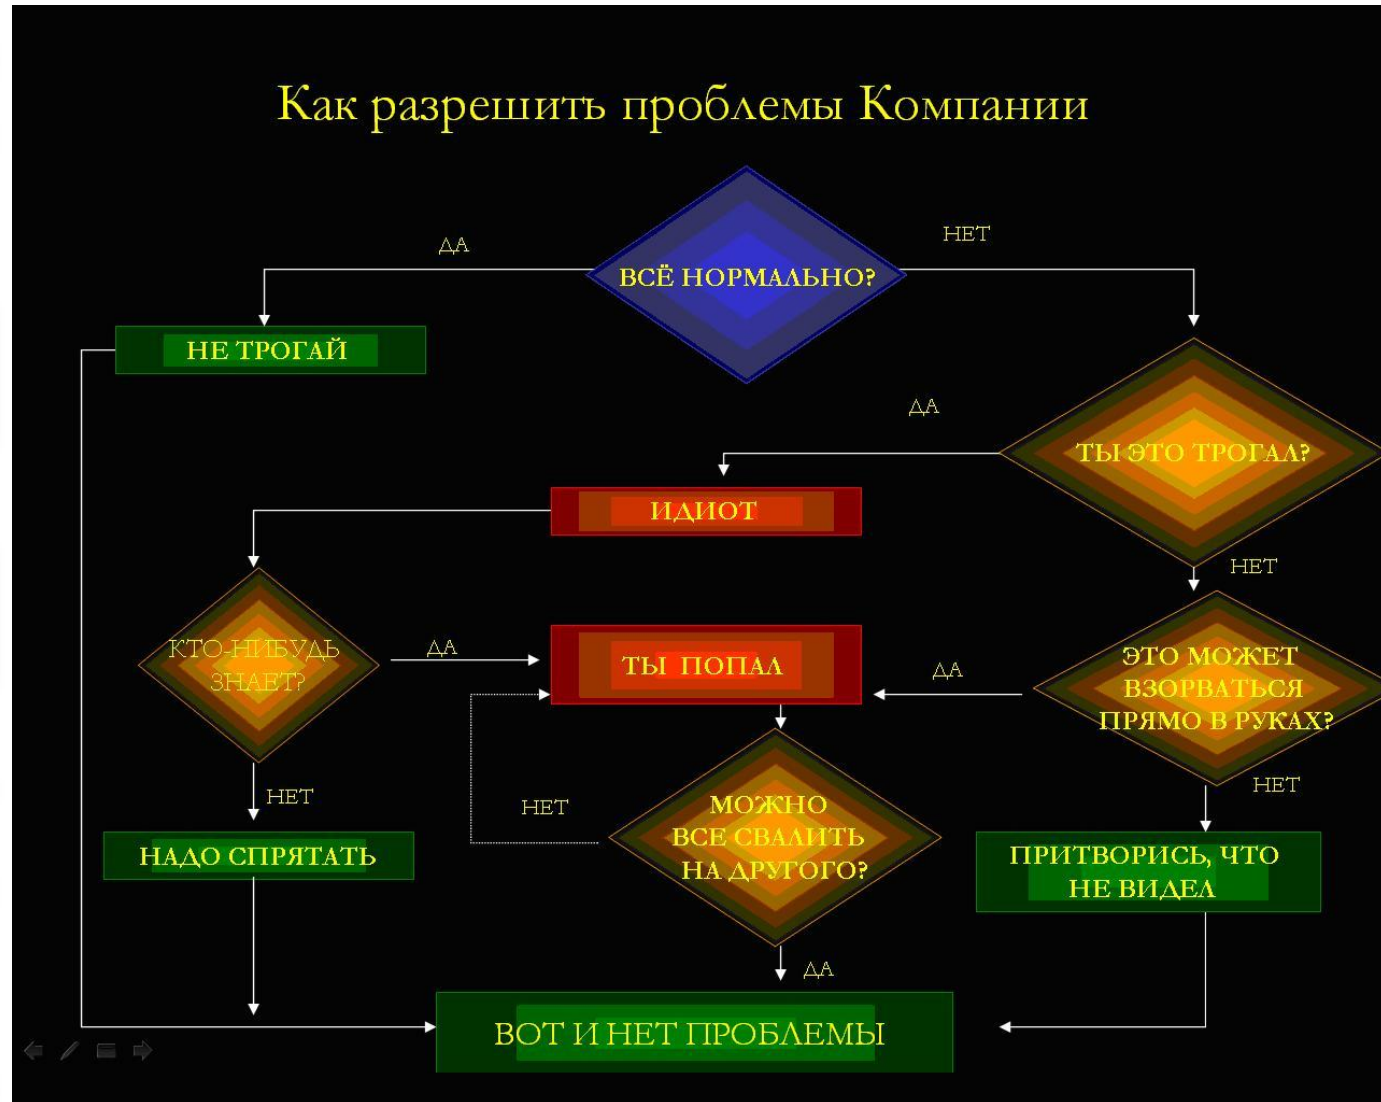 Как разрешить проблемы Компании
ДА
НЕТ
ВСЁ НОРМАЛЬНО?
НЕ ТРОГАЙ
ДА
ТЫ ЭТО ТРОГАЛ?
ИДИОТ
НЕТ
КТО-НИБУДЬ
ЗНАЕТ?
ДА
ТЫ ПОПАЛ
ДА
ЭТО МОЖЕТ
ВЗОРВАТЬСЯ
ПРЯМО В РУКАХ?
НЕТ
НЕТ
НЕТ
МОЖНО
ВСЕ СВАЛИТЬ
НА ДРУГОГО?
НАДО СПРЯТАТЬ
ПРИТВОРИСЬ, ЧТО
НЕ ВИДЕЛ
ДА
ВОТ И НЕТ ПРОБЛЕМЫ